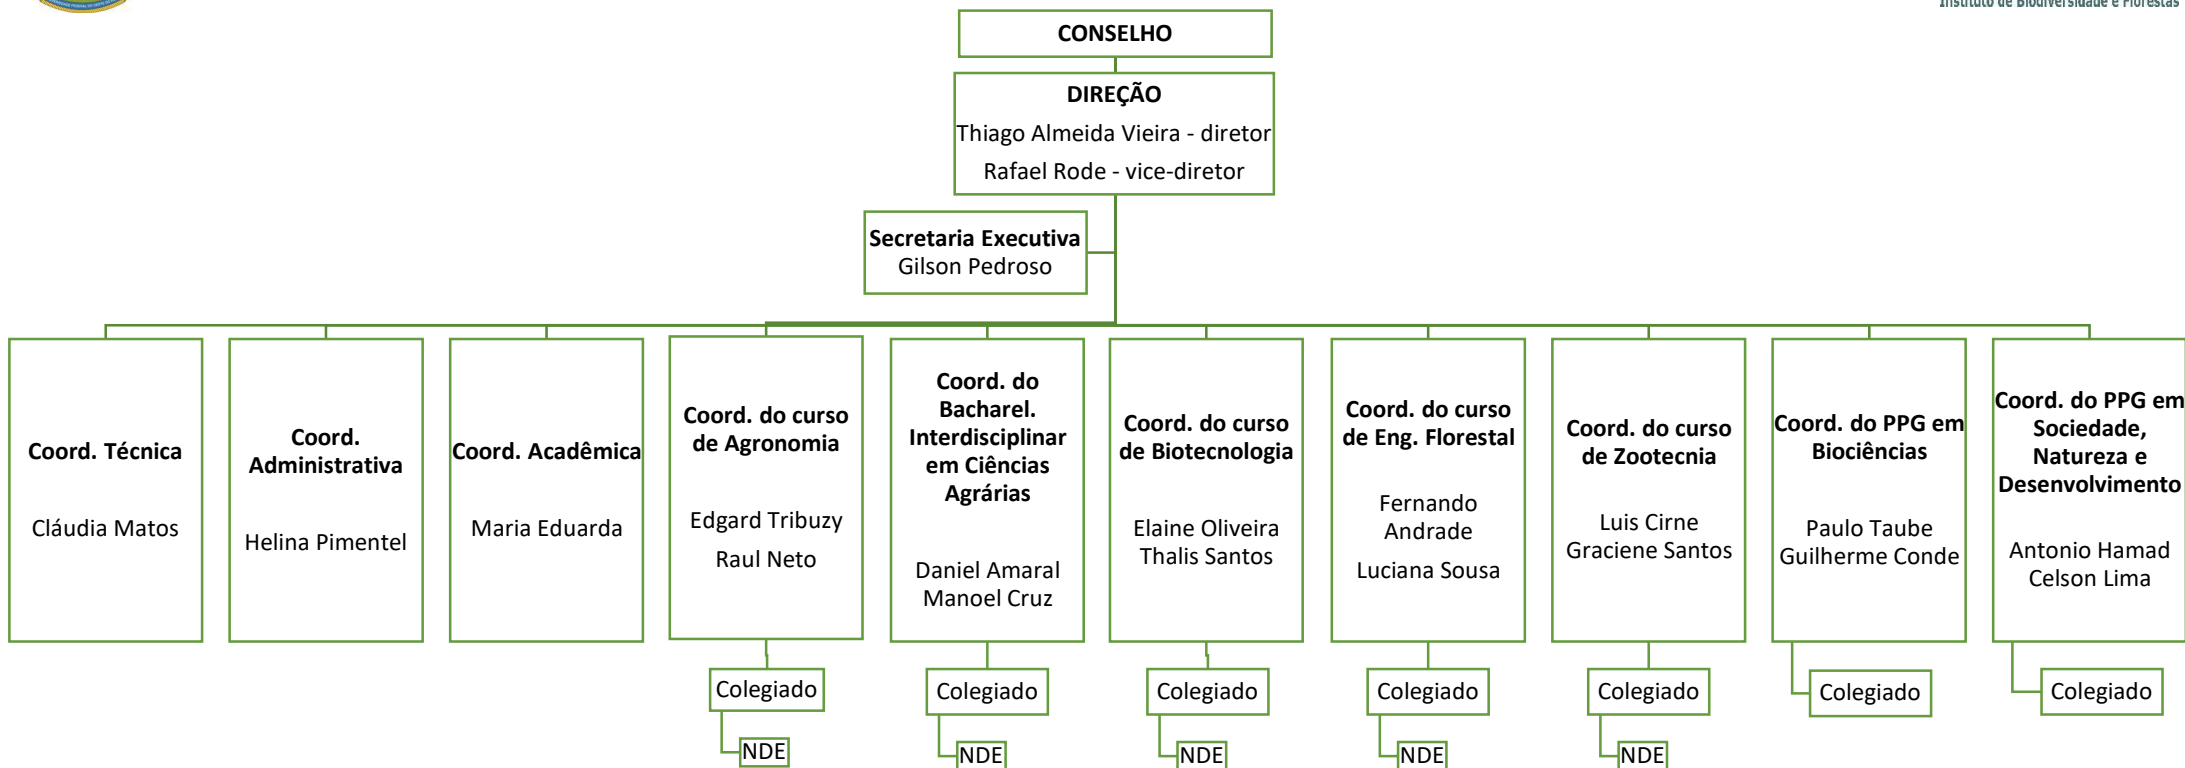 Instituto de Biodiversidade e Florestas
CONSELHO
DIREÇÃO
Thiago Almeida Vieira - diretor
Rafael Rode - vice-diretor
Secretaria Executiva
Gilson Pedroso
Coord. Técnica
Cláudia Matos
Coord.
Administrativa
Helina Pimentel
Coord. Acadêmica
Maria Eduarda
Coord. do curso
de Agronomia
Edgard Tribuzy
Raul Neto
Coord. do
Bacharel.
Interdisciplinar
em Ciências
Agrárias
Daniel Amaral
Manoel Cruz
Coord. do curso
de Biotecnologia
Elaine Oliveira
Thalis Santos
Coord. do curso
de Eng. Florestal
Fernando
Andrade
Luciana Sousa
Coord. do curso
de Zootecnia
Luis Cirne
Graciene Santos
Coord. do PPG em
Biociências
Paulo Taube
Guilherme Conde
Coord. do PPG em
Sociedade,
Natureza e
Desenvolvimento
Antonio Hamad
Celson Lima
Colegiado
Colegiado
Colegiado
Colegiado
Colegiado
Colegiado
Colegiado
NDE
NDE
NDE
NDE
NDE